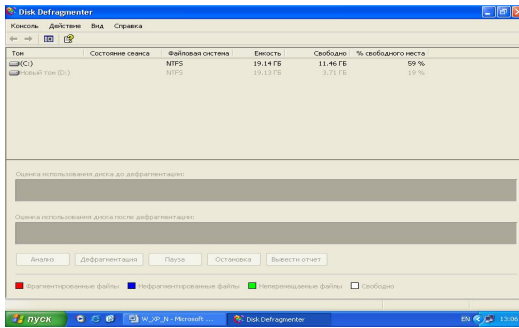 Disk Defragmenter
Консоль Действие Вид Справка
Том Состояние сеанса Файловая система Емкость Свободно % свободного места
(C:) NTFS 19.14 ГБ 11.46 ГБ 59 %
Новый том (D:) NTFS 19.13 ГБ 3.71 ГБ 19 %
Оценка использования диска до дефрагментации:
Оценка использования диска после дефрагментации:
Анализ Дефрагментация Пауза Остановка Вывести отчет
Фрагментированные файлы Нефрагментированные файлы Неперемещаемые файлы Свободно
пуск W_XP_N - Microsoft ... Disk Defragmenter EN 13:06